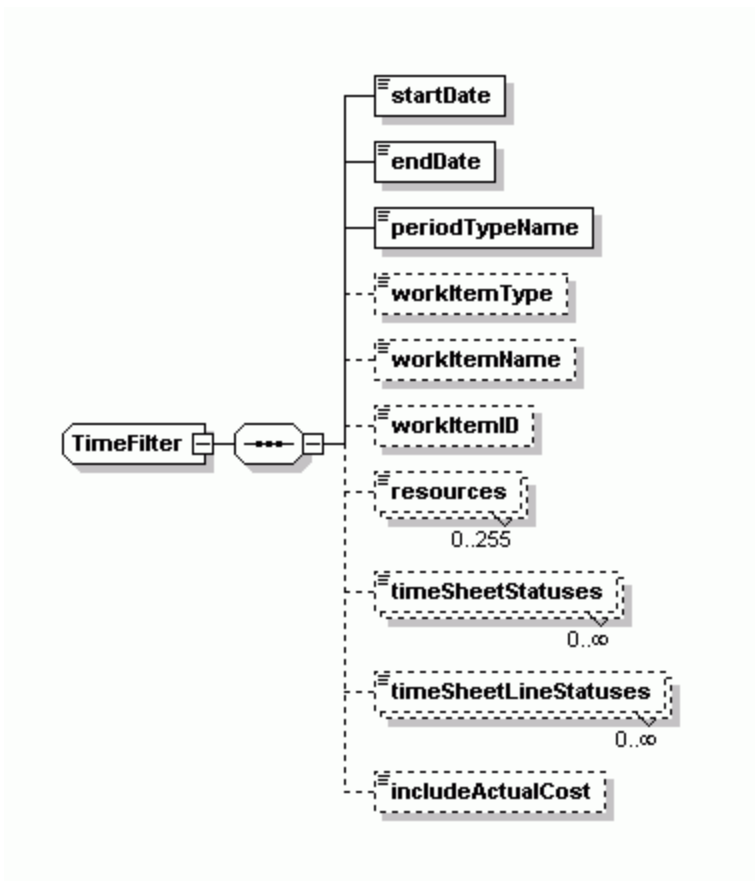 startDate
endDate
periodTypeName
workItemType
workItemName
workItemID
TimeFilter
resources
0..255
timeSheetStatuses
0..∞
timeSheetLineStatuses
0..∞
includeActualCost